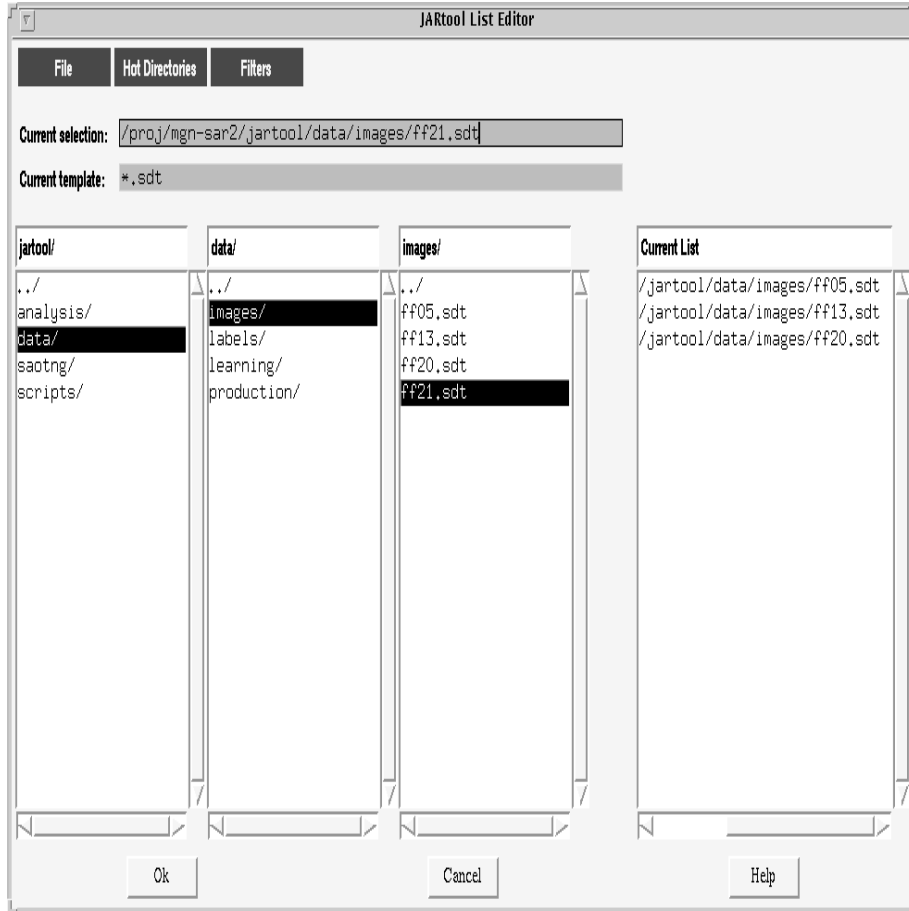 JARtool List Editor
File Hot Directories Filters
Current selection: /proj/mgn-sar2/jartool/data/images/ff21.sdt
Current template: *.sdt
jartool/
../
analysis/
data/
saotng/
scripts/
data/
../
images/
labels/
learning/
production/
images/
../
ff05.sdt
ff13.sdt
ff20.sdt
ff21.sdt
Current List
/jartool/data/images/ff05.sdt
/jartool/data/images/ff13.sdt
/jartool/data/images/ff20.sdt
Ok Cancel Help